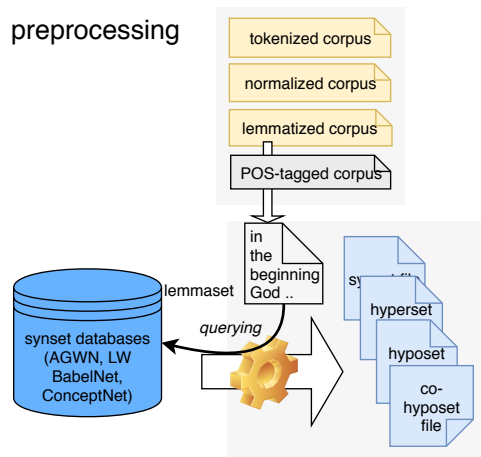 preprocessing
tokenized corpus
normalized corpus
lemmatized corpus
POS-tagged corpus
in
the
beginning
God ..
lemmaset
querying
synset databases
(AGWN, LW
BabelNet,
ConceptNet)
file
hyperset
hyposet
co-
hyposet
file